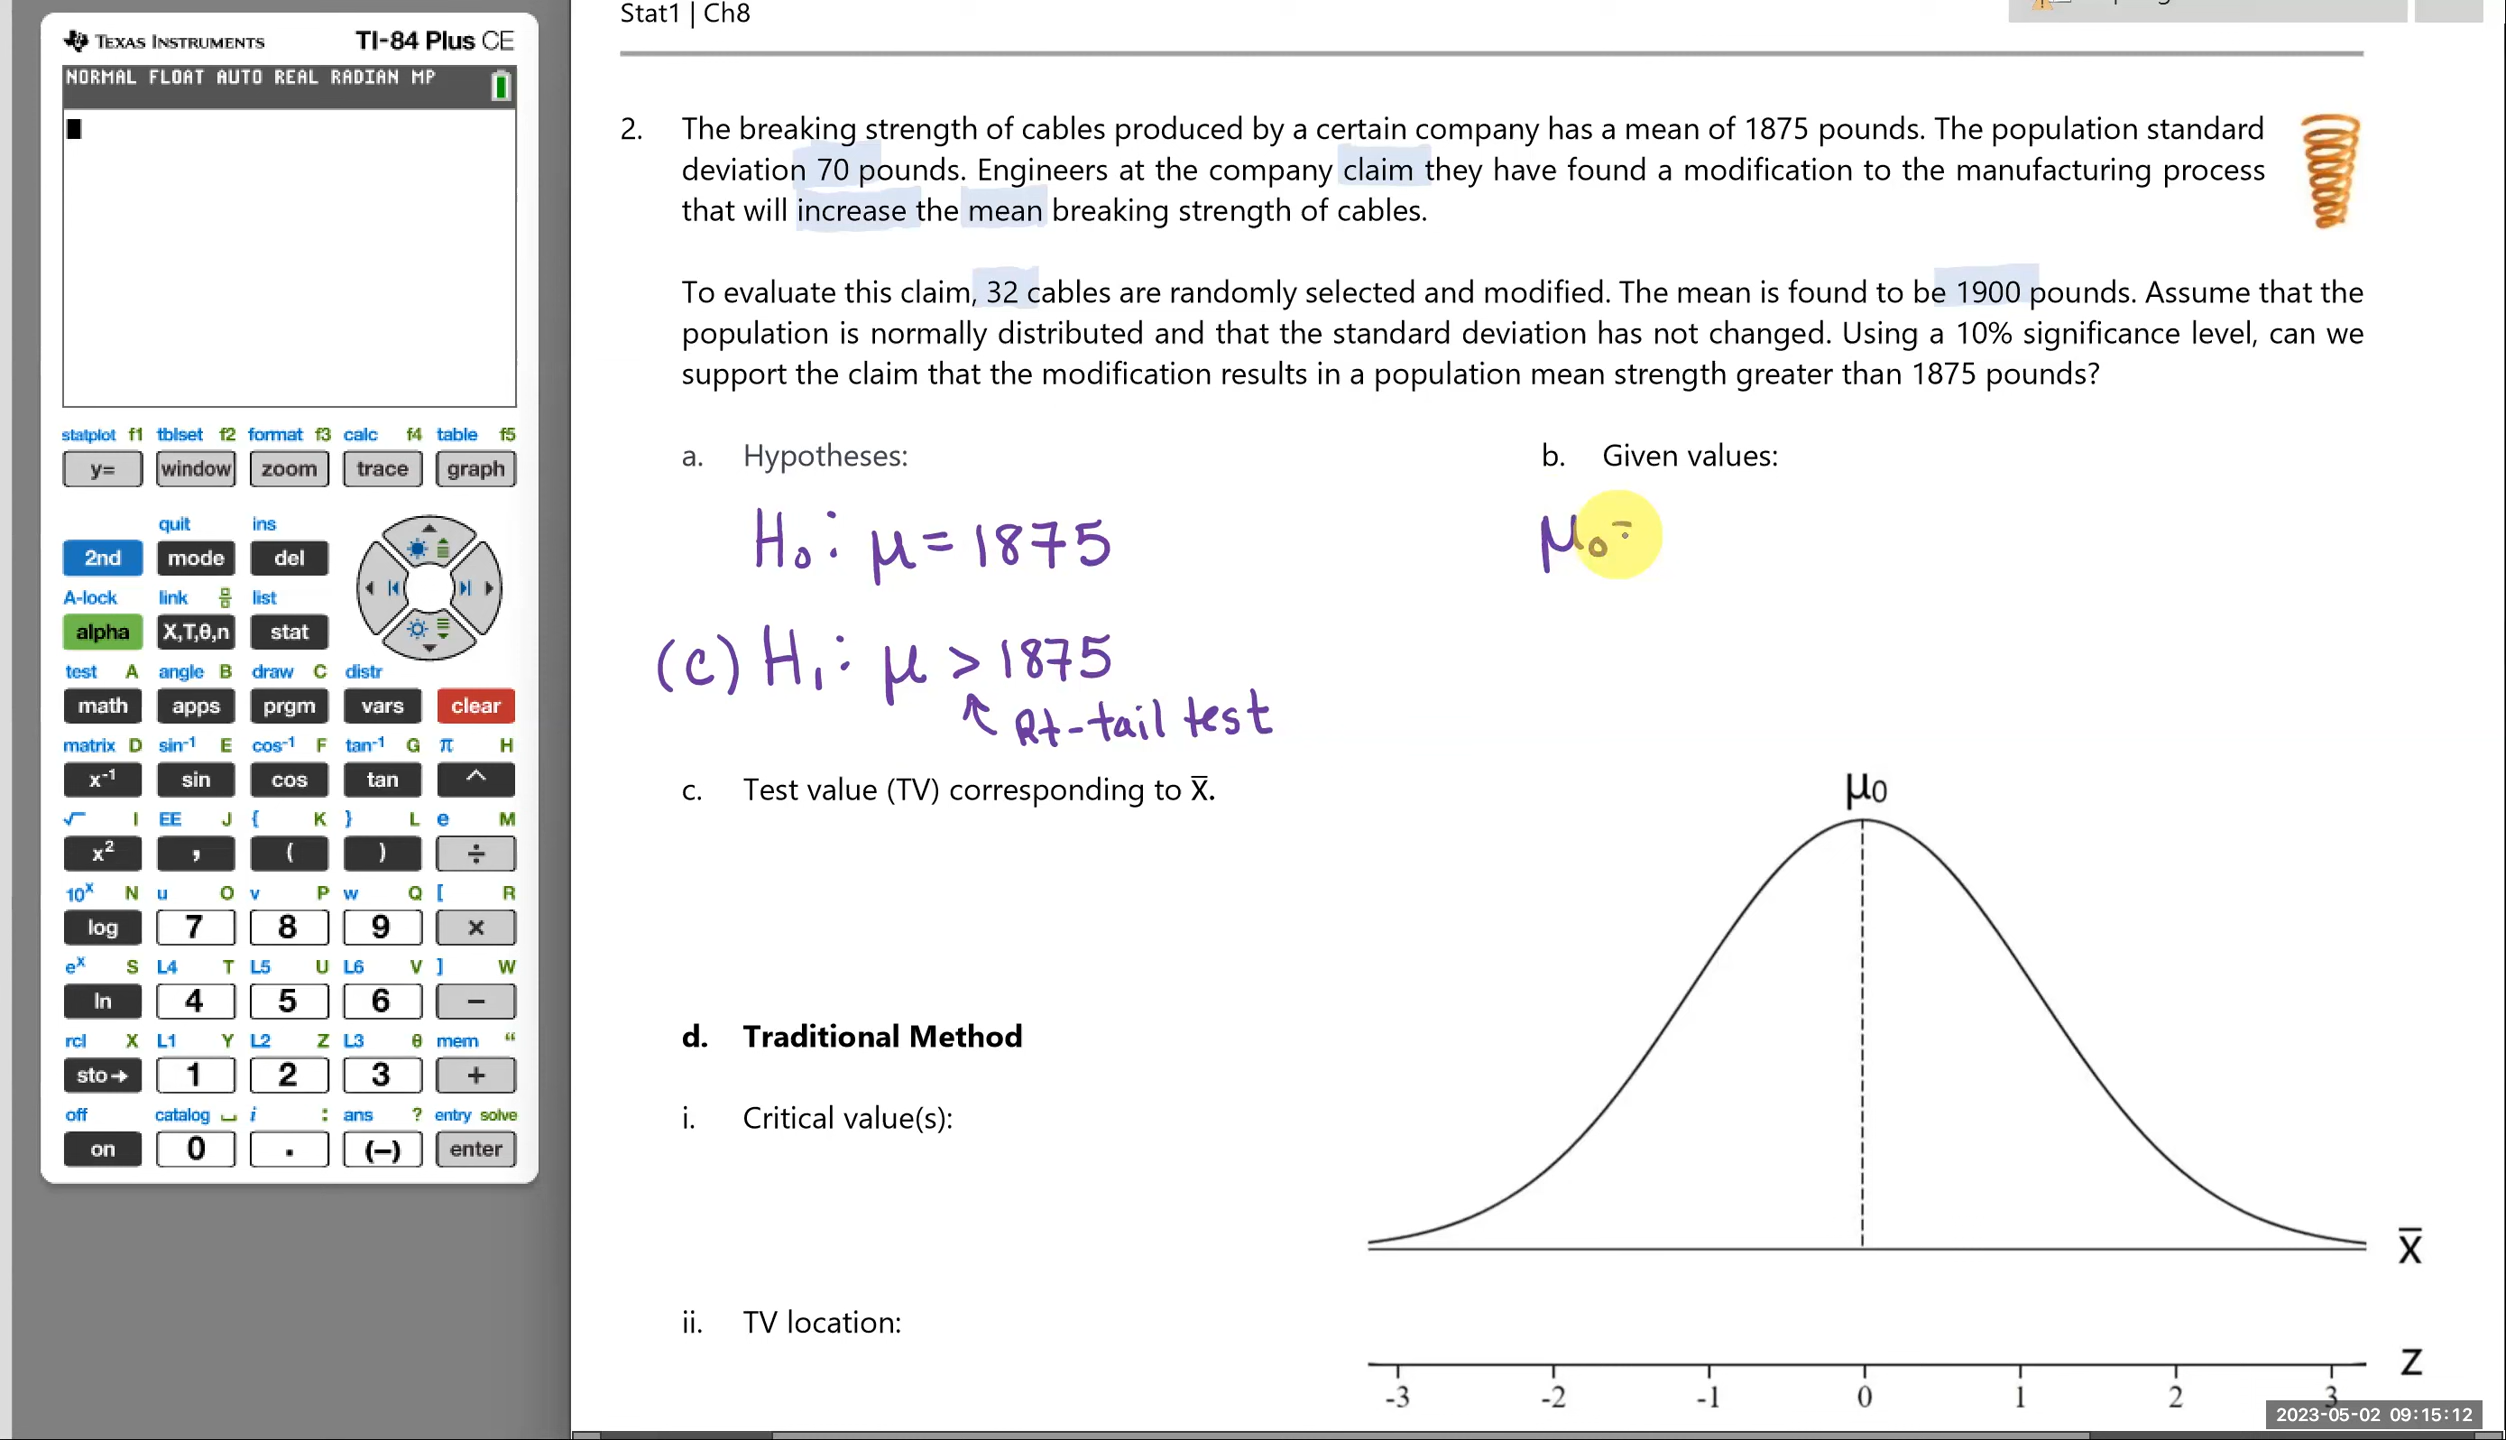 Stat1 | Ch8
TEXAS INSTRUMENTS TI-84 Plus CE
NORMAL FLOAT AUTO REAL RADIAN MP
statplot f1 tblset f2 format f3 calc f4 table f5
y= window zoom trace graph
quit ins
2nd mode del
A-lock link list
alpha X,T,θ,n stat
test A angle B draw C distr
math apps prgm vars clear
matrix D sin⁻¹ E cos⁻¹ F tan⁻¹ G π H
x⁻¹ sin cos tan ^
√ I EE J { K } L e M
x² , ( ) ÷
10ˣ N u O v P w Q [ R
log 7 8 9 ×
eˣ S L4 T L5 U L6 V ] W
ln 4 5 6 −
rcl X L1 Y L2 Z L3 θ mem “
sto→ 1 2 3 +
off catalog ⎵ i : ans ? entry solve
on 0 . (−) enter
2. The breaking strength of cables produced by a certain company has a mean of 1875 pounds. The population standard
deviation 70 pounds. Engineers at the company claim they have found a modification to the manufacturing process
that will increase the mean breaking strength of cables.
To evaluate this claim, 32 cables are randomly selected and modified. The mean is found to be 1900 pounds. Assume that the
population is normally distributed and that the standard deviation has not changed. Using a 10% significance level, can we
support the claim that the modification results in a population mean strength greater than 1875 pounds?
a. Hypotheses:
H₀: μ = 1875
(C) H₁: μ > 1875
↑ Rt-tail test
b. Given values:
μ₀ =
c. Test value (TV) corresponding to x̅.
d. Traditional Method
i. Critical value(s):
ii. TV location:
μ₀
x̅
-3 -2 -1 0 1 2 3 Z
2023-05-02 09:15:12